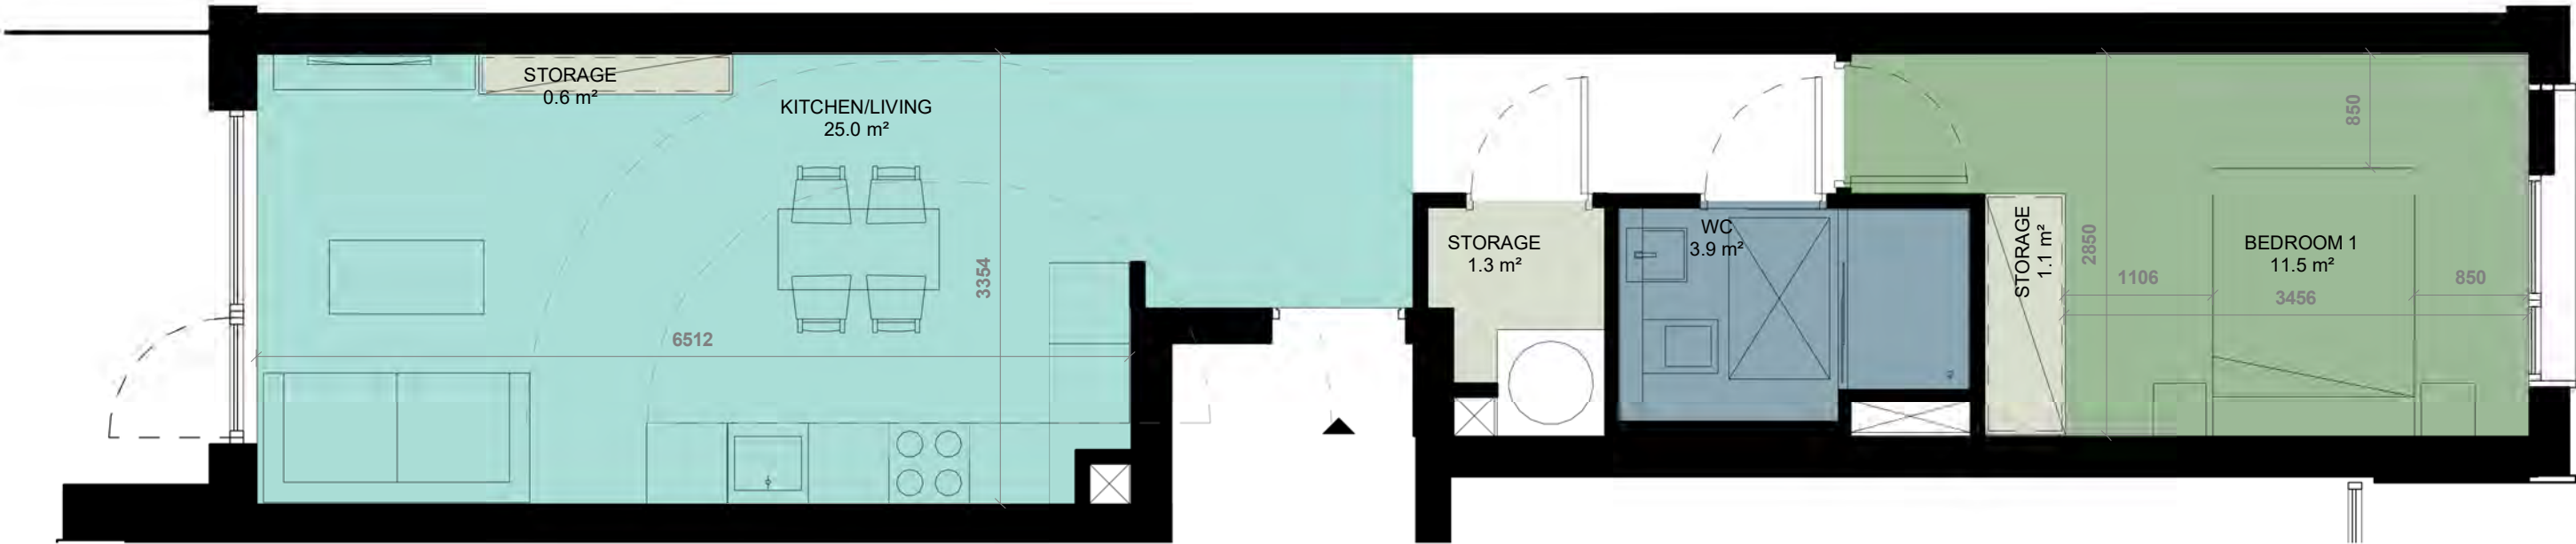 STORAGE
0.6 m²
KITCHEN/LIVING
25.0 m²
3354
6512
STORAGE
1.3 m²
WC
3.9 m²
STORAGE
1.1 m²
2850
850
BEDROOM 1
11.5 m²
1106
3456
850